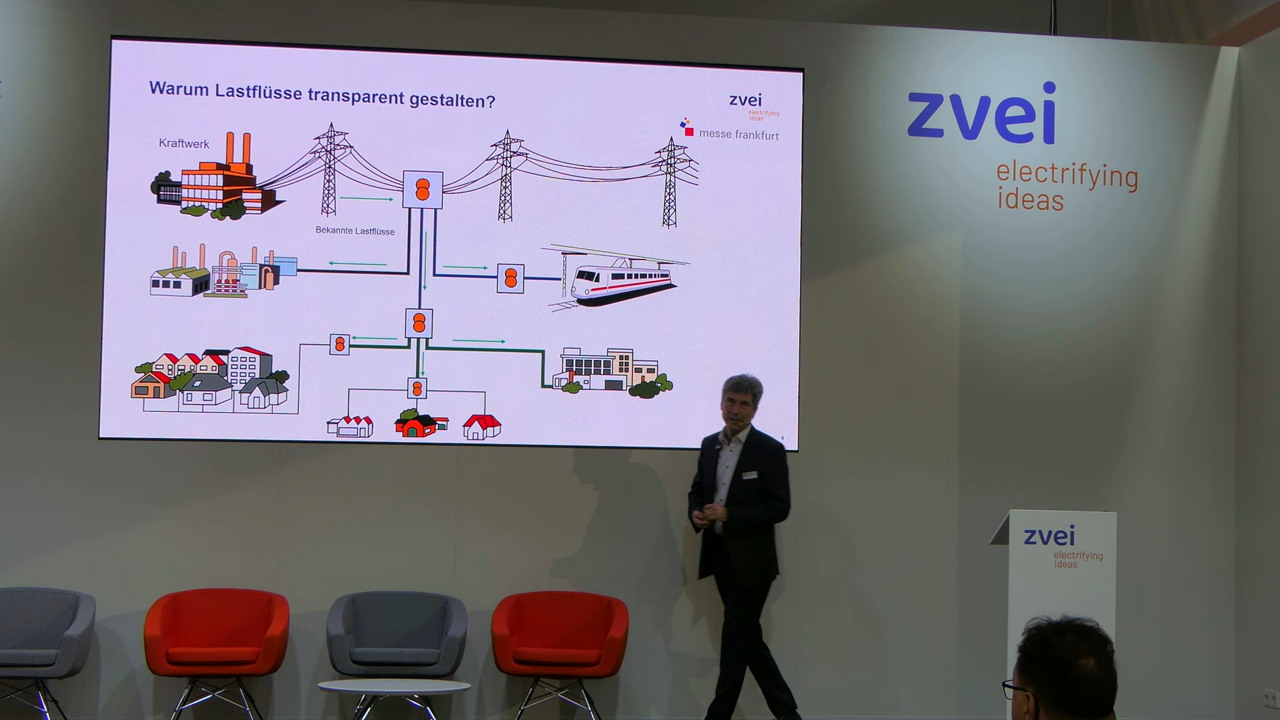 Warum Lastflüsse transparent gestalten?
zvei
electrifying
ideas
messe frankfurt
Kraftwerk
Bekannte Lastflüsse
zvei
electrifying
ideas
zvei
electrifying
ideas